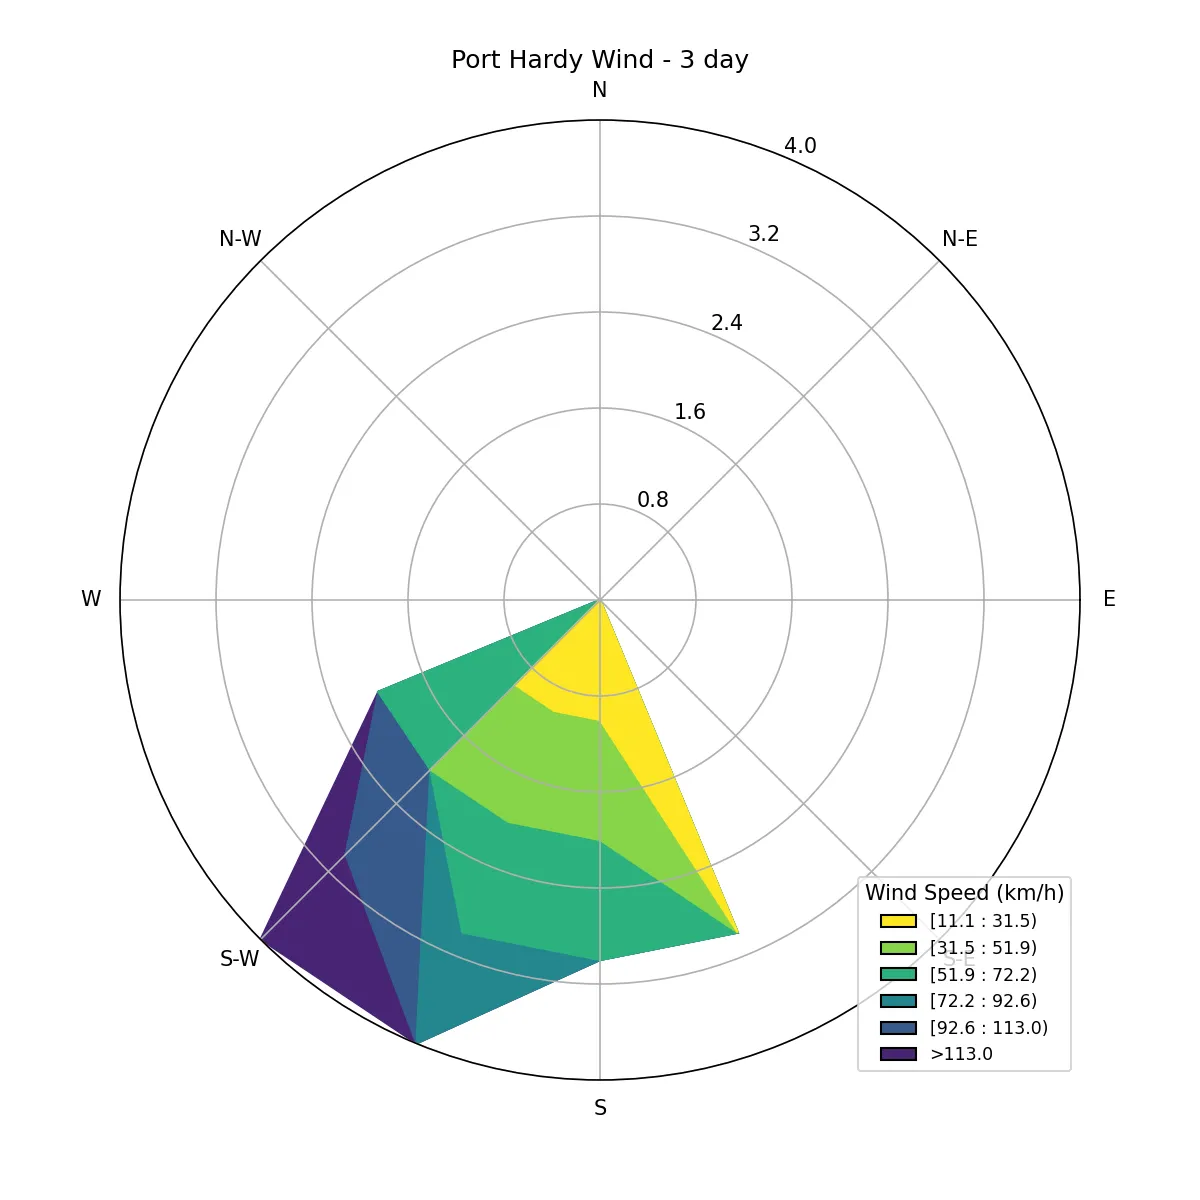 Port Hardy Wind - 3 day
N
4.0
N-W
3.2
N-E
2.4
1.6
0.8
W
E
Wind Speed (km/h)
[11.1 : 31.5)
[31.5 : 51.9)
S-W
S-E
[51.9 : 72.2)
[72.2 : 92.6)
[92.6 : 113.0)
>113.0
S